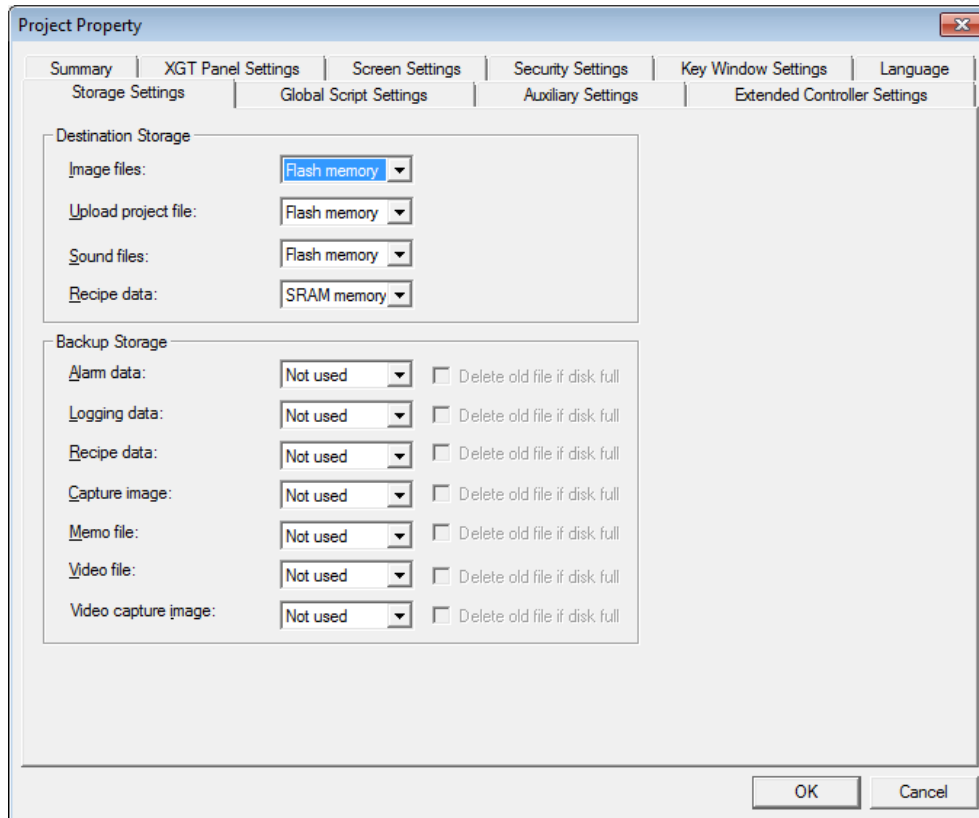 Project Property
Summary XGT Panel Settings Screen Settings Security Settings Key Window Settings Language
Storage Settings Global Script Settings Auxiliary Settings Extended Controller Settings
Destination Storage
Image files: Flash memory
Upload project file: Flash memory
Sound files: Flash memory
Recipe data: SRAM memory
Backup Storage
Alarm data: Not used Delete old file if disk full
Logging data: Not used Delete old file if disk full
Recipe data: Not used Delete old file if disk full
Capture image: Not used Delete old file if disk full
Memo file: Not used Delete old file if disk full
Video file: Not used Delete old file if disk full
Video capture image: Not used Delete old file if disk full
OK Cancel